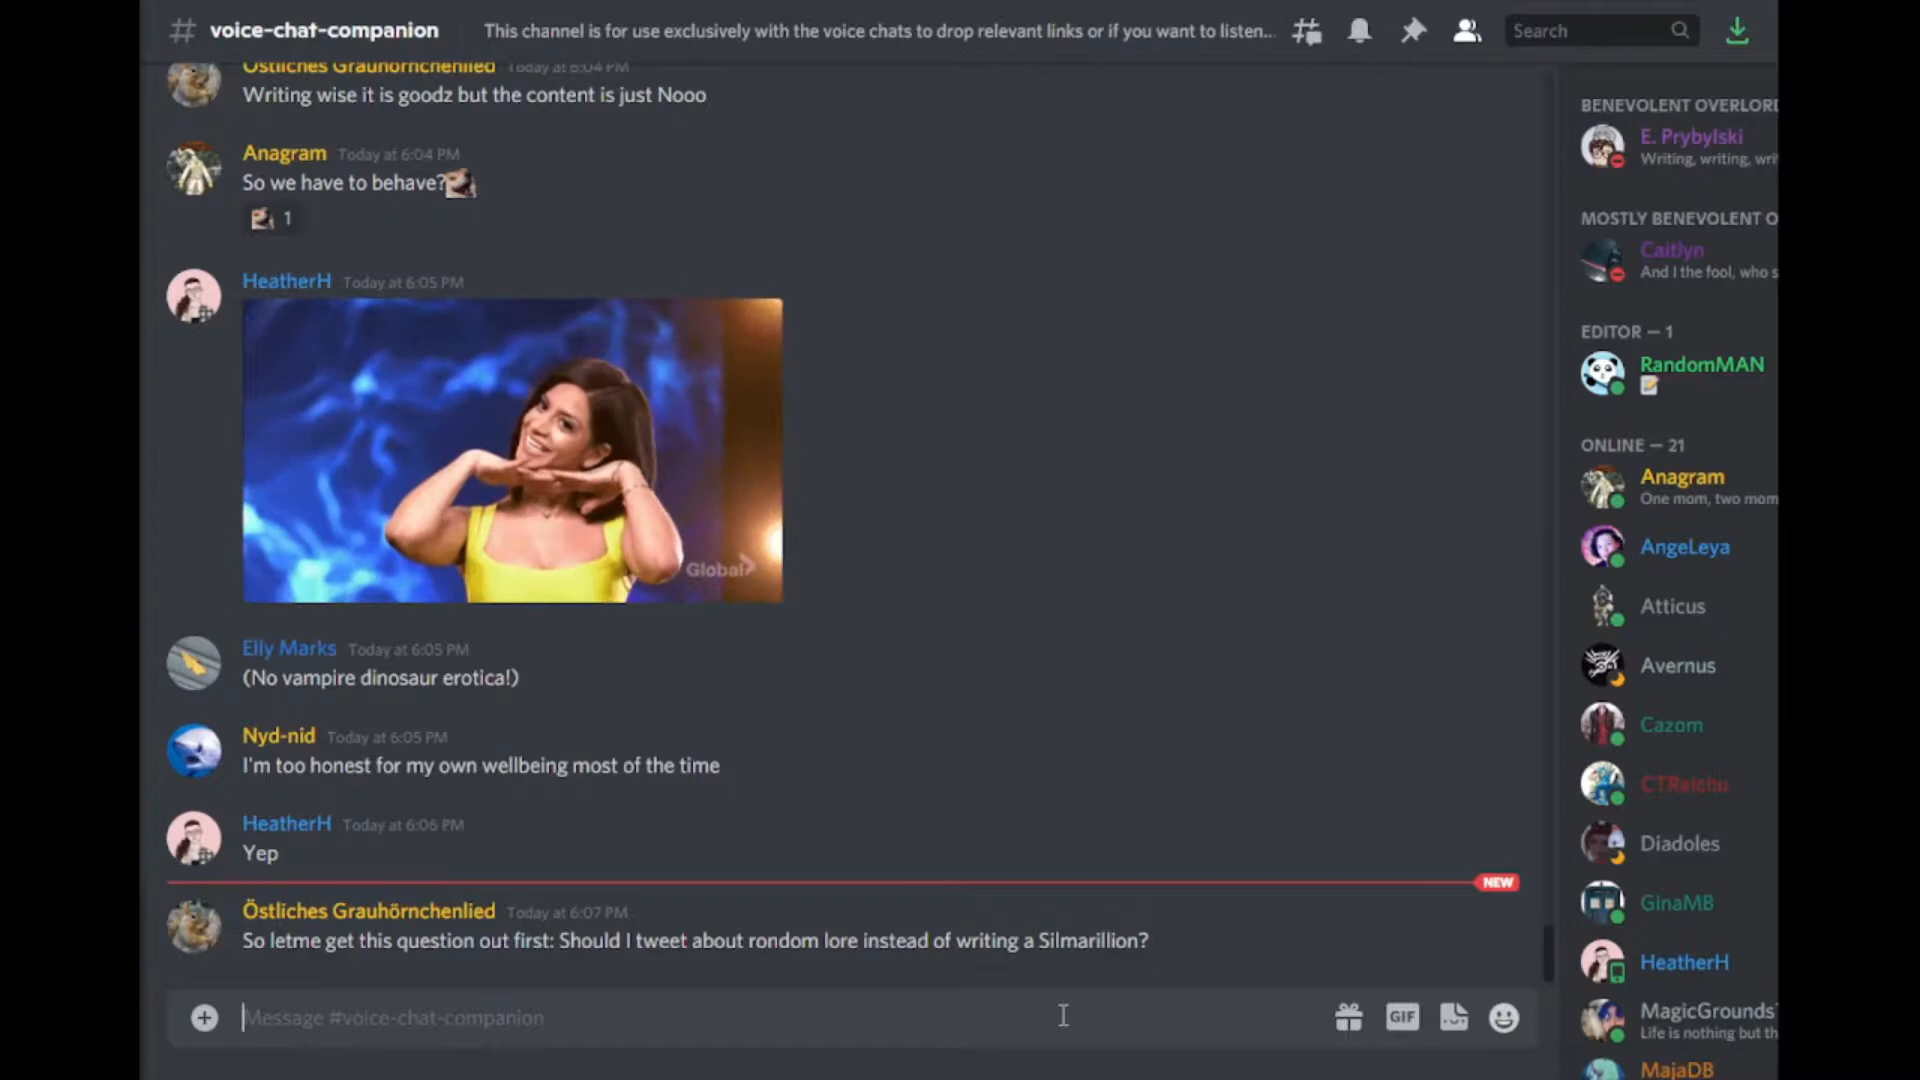 voice-chat-companion
This channel is for use exclusively with the voice chats to drop relevant links or if you want to listen...
Search
Östliches Grauhörnchenlied Today at 6:04 PM
Writing wise it is goodz but the content is just Nooo
Anagram Today at 6:04 PM
So we have to behave?
1
HeatherH Today at 6:05 PM
Global
Elly Marks Today at 6:05 PM
(No vampire dinosaur erotica!)
Nyd-nid Today at 6:05 PM
I'm too honest for my own wellbeing most of the time
HeatherH Today at 6:06 PM
Yep
NEW
Östliches Grauhörnchenlied Today at 6:07 PM
So letme get this question out first: Should I tweet about rondom lore instead of writing a Silmarillion?
Message #voice-chat-companion
GIF
BENEVOLENT OVERLORD
E. Prybylski
Writing, writing, wri
MOSTLY BENEVOLENT O
Caitlyn
And I the fool, who s
EDITOR — 1
RandomMAN
ONLINE — 21
Anagram
One mom, two mom
AngeLeya
Atticus
Avernus
Cazom
CTRaichu
Diadoles
GinaMB
HeatherH
MagicGrounds
Life is nothing but th
MajaDB